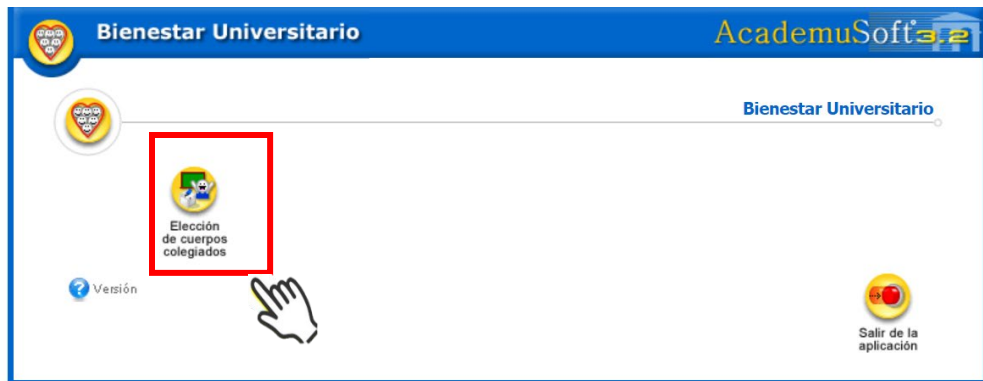 Bienestar Universitario
AcademuSoft 3.2
Bienestar Universitario
Elección
de cuerpos
colegiados
Versión
Salir de la
aplicación